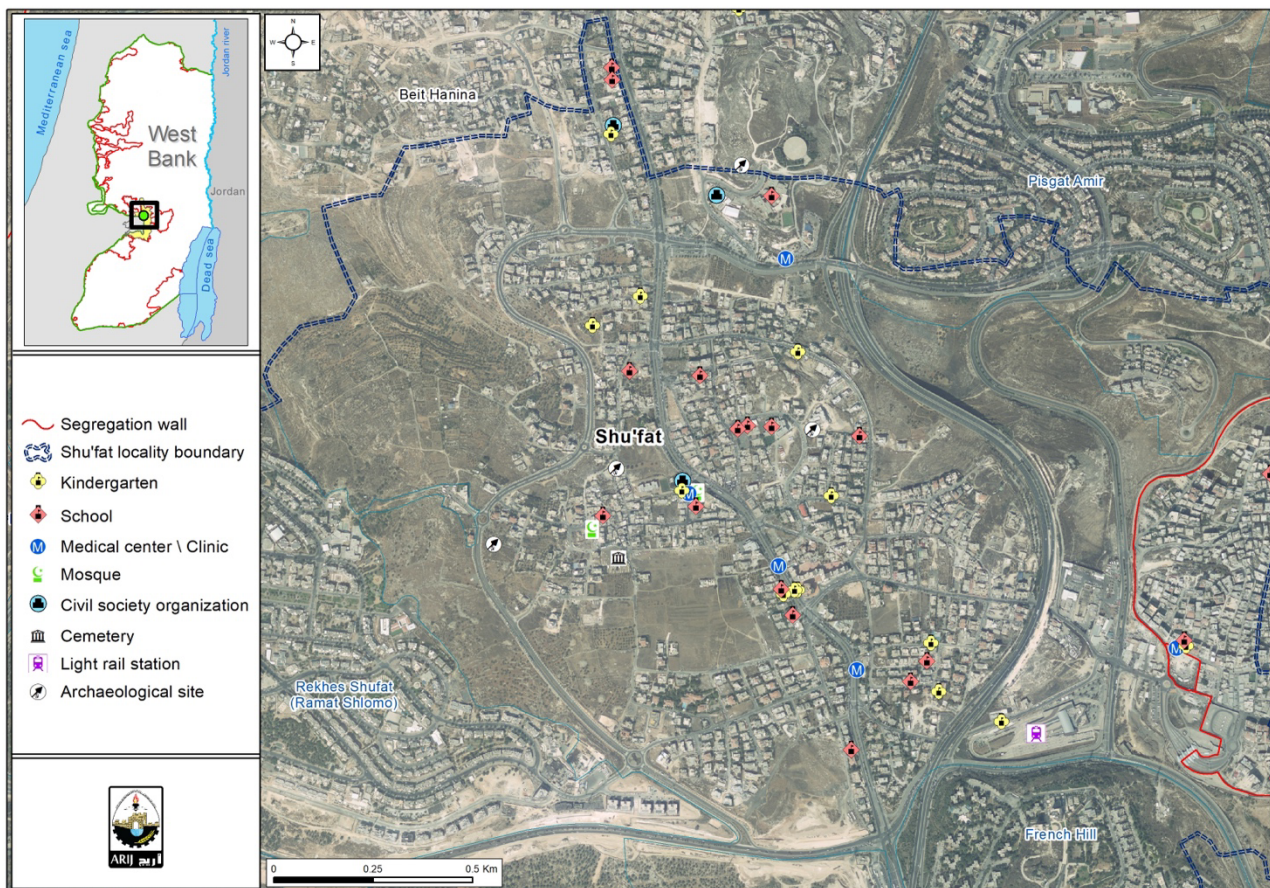 Mediterranean sea
Jordan river
West
Bank
Jordan
Dead sea
N
W
E
S
Segregation wall
Shu'fat locality boundary
Kindergarten
School
Medical center \ Clinic
Mosque
Civil society organization
Cemetery
Light rail station
Archaeological site
ARIJ أريج
Beit Hanina
Pisgat Amir
Shu'fat
M
M
M
M
M
M
Rekhes Shufat
(Ramat Shlomo)
French Hill
0
0.25
0.5 Km